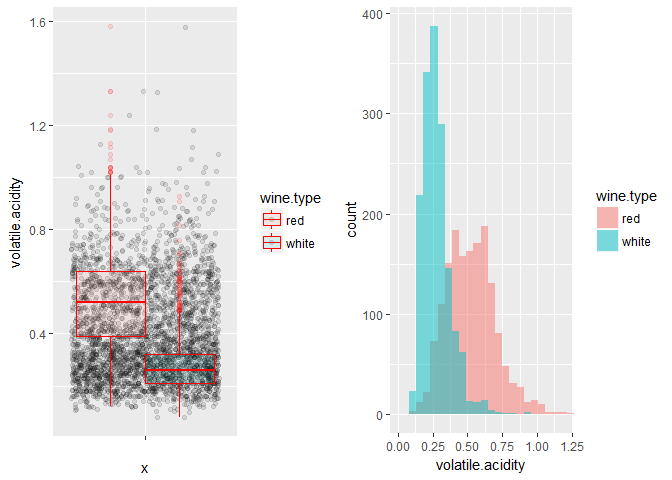 1.6
1.2
0.8
0.4
volatile.acidity
x
wine.type
red
white
400
300
200
100
0
count
0.00 0.25 0.50 0.75 1.00 1.25
volatile.acidity
wine.type
red
white